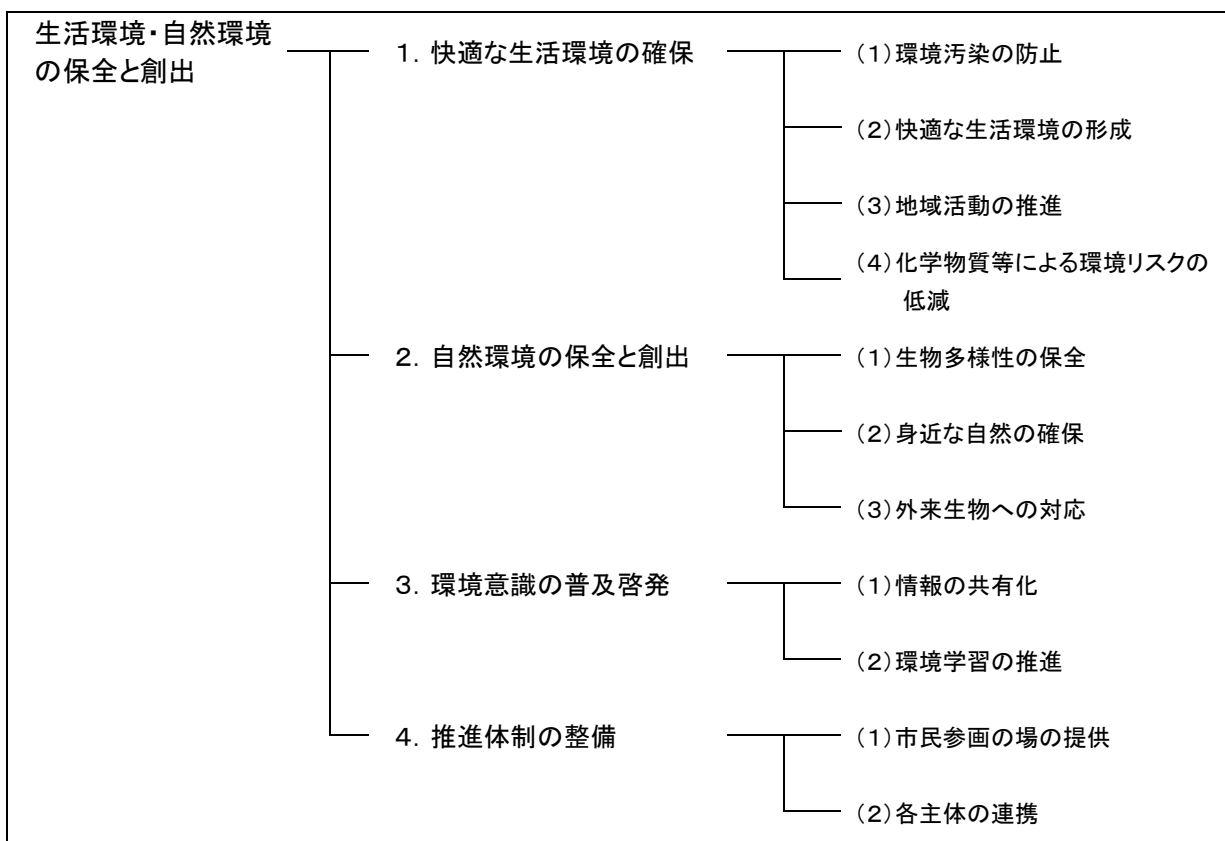 生活環境・自然環境
の保全と創出
1．快適な生活環境の確保
（1）環境汚染の防止
（2）快適な生活環境の形成
（3）地域活動の推進
（4）化学物質等による環境リスクの
低減
2．自然環境の保全と創出
（1）生物多様性の保全
（2）身近な自然の確保
（3）外来生物への対応
3．環境意識の普及啓発
（1）情報の共有化
（2）環境学習の推進
4．推進体制の整備
（1）市民参画の場の提供
（2）各主体の連携